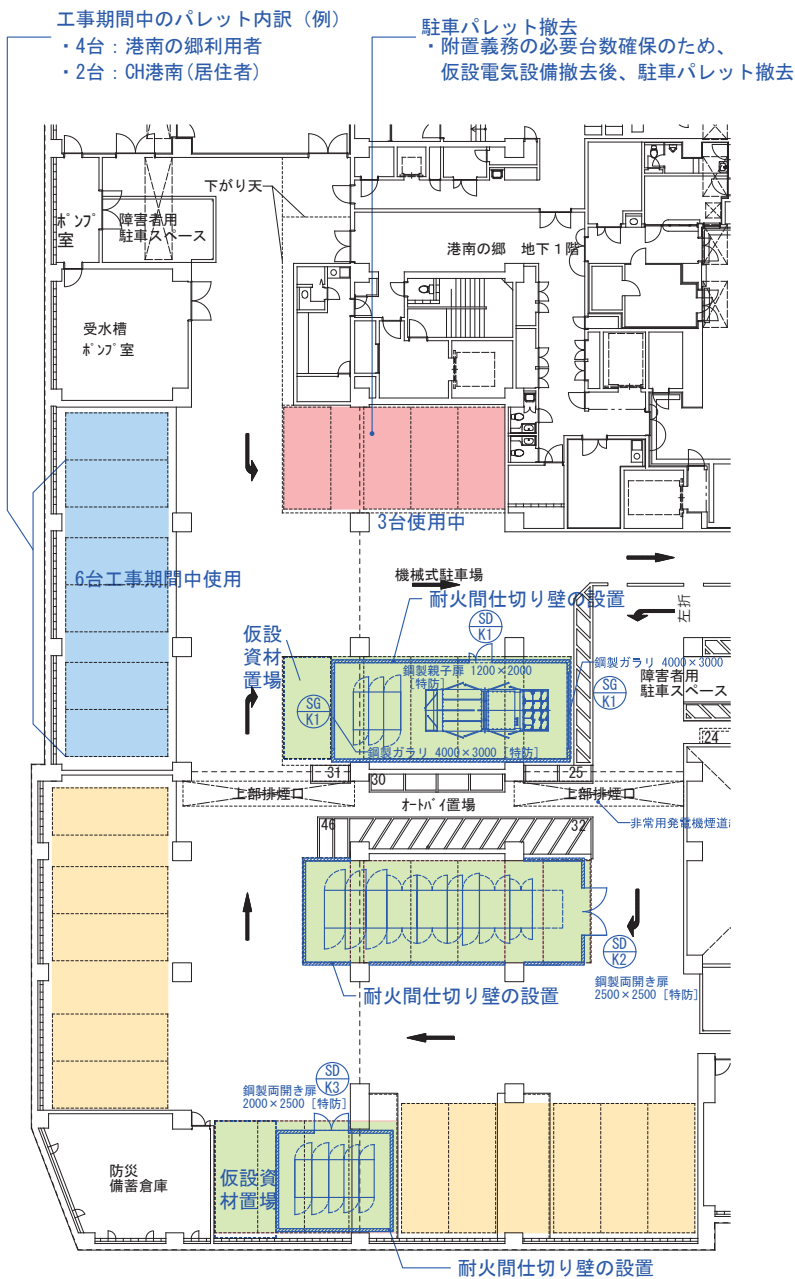 工事期間中のパレット内訳（例）
・4台：港南の郷利用者
・2台：CH港南(居住者)
駐車パレット撤去
・附置義務の必要台数確保のため、
仮設電気設備撤去後、駐車パレット撤去
下がり天
ﾎﾟﾝﾌﾟ
室
障害者用
駐車スペース
港南の郷　地下１階
受水槽
ﾎﾟﾝﾌﾟ室
3台使用中
6台工事期間中使用
機械式駐車場
耐火間仕切り壁の設置
左折
SD
K1
仮設
資材
置場
鋼製親子扉 1200×2000
[特防]
鋼製ガラリ 4000×3000
SG
K1
障害者用
駐車スペース
SG
K1
鋼製ガラリ 4000×3000 [特防]
24
31
30
25
上部排煙口
オートバイ置場
上部排煙口
46
32
非常用発電機煙道
SD
K2
鋼製両開き扉
2500×2500 [特防]
耐火間仕切り壁の設置
SD
K3
鋼製両開き扉
2000×2500 [特防]
防災
備蓄倉庫
仮設資
材置場
耐火間仕切り壁の設置